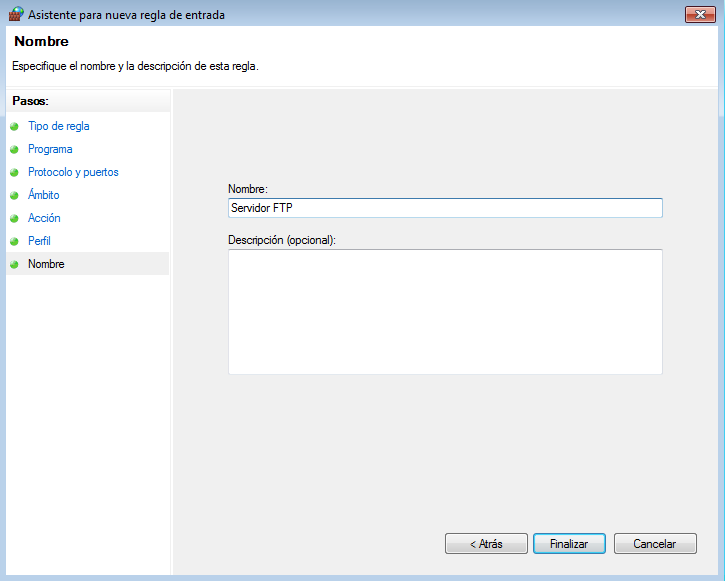 Asistente para nueva regla de entrada
Nombre
Especifique el nombre y la descripción de esta regla.
Pasos:
Tipo de regla
Programa
Protocolo y puertos
Ámbito
Acción
Perfil
Nombre
Nombre:
Servidor FTP
Descripción (opcional):
< Atrás
Finalizar
Cancelar